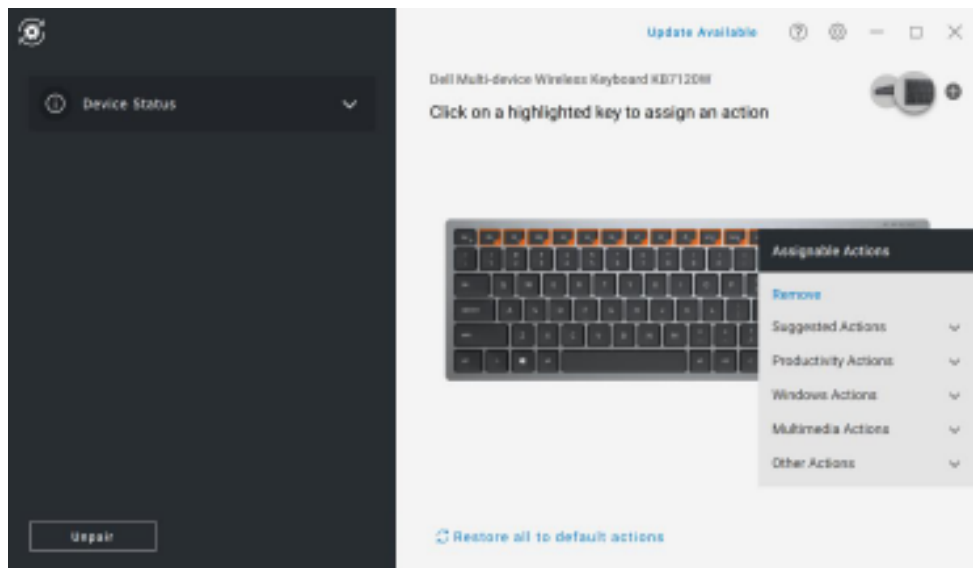 Update Available
Device Status
Dell Multi-device Wireless Keyboard KB7120W
Click on a highlighted key to assign an action
Assignable Actions
Remove
Suggested Actions
Productivity Actions
Windows Actions
Multimedia Actions
Other Actions
Unpair
Restore all to default actions